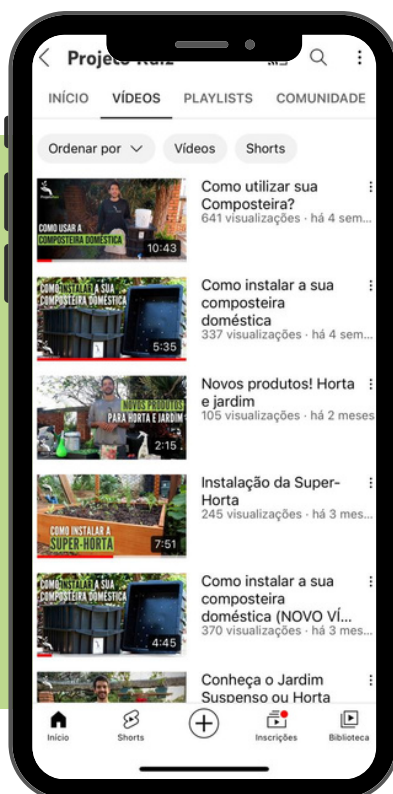 Projeto Raiz
INÍCIO VÍDEOS PLAYLISTS COMUNIDADE
Ordenar por Vídeos Shorts
COMO USAR A
COMPOSTEIRA DOMÉSTICA
10:43
Como utilizar sua
Composteira?
641 visualizações · há 4 sem...
COMO INSTALAR A SUA
COMPOSTEIRA DOMÉSTICA
5:35
Como instalar a sua
composteira
doméstica
337 visualizações · há 4 sem...
NOVOS PRODUTOS
PARA HORTA E JARDIM
2:15
Novos produtos! Horta
e jardim
105 visualizações · há 2 meses
COMO INSTALAR A
SUPER-HORTA
7:51
Instalação da Super-
Horta
245 visualizações · há 3 mes...
COMO INSTALAR A SUA
COMPOSTEIRA DOMÉSTICA
4:45
Como instalar a sua
composteira
doméstica (NOVO VÍ...
370 visualizações · há 3 mes...
Conheça o Jardim
Suspenso ou Horta
Início Shorts Inscrições Biblioteca